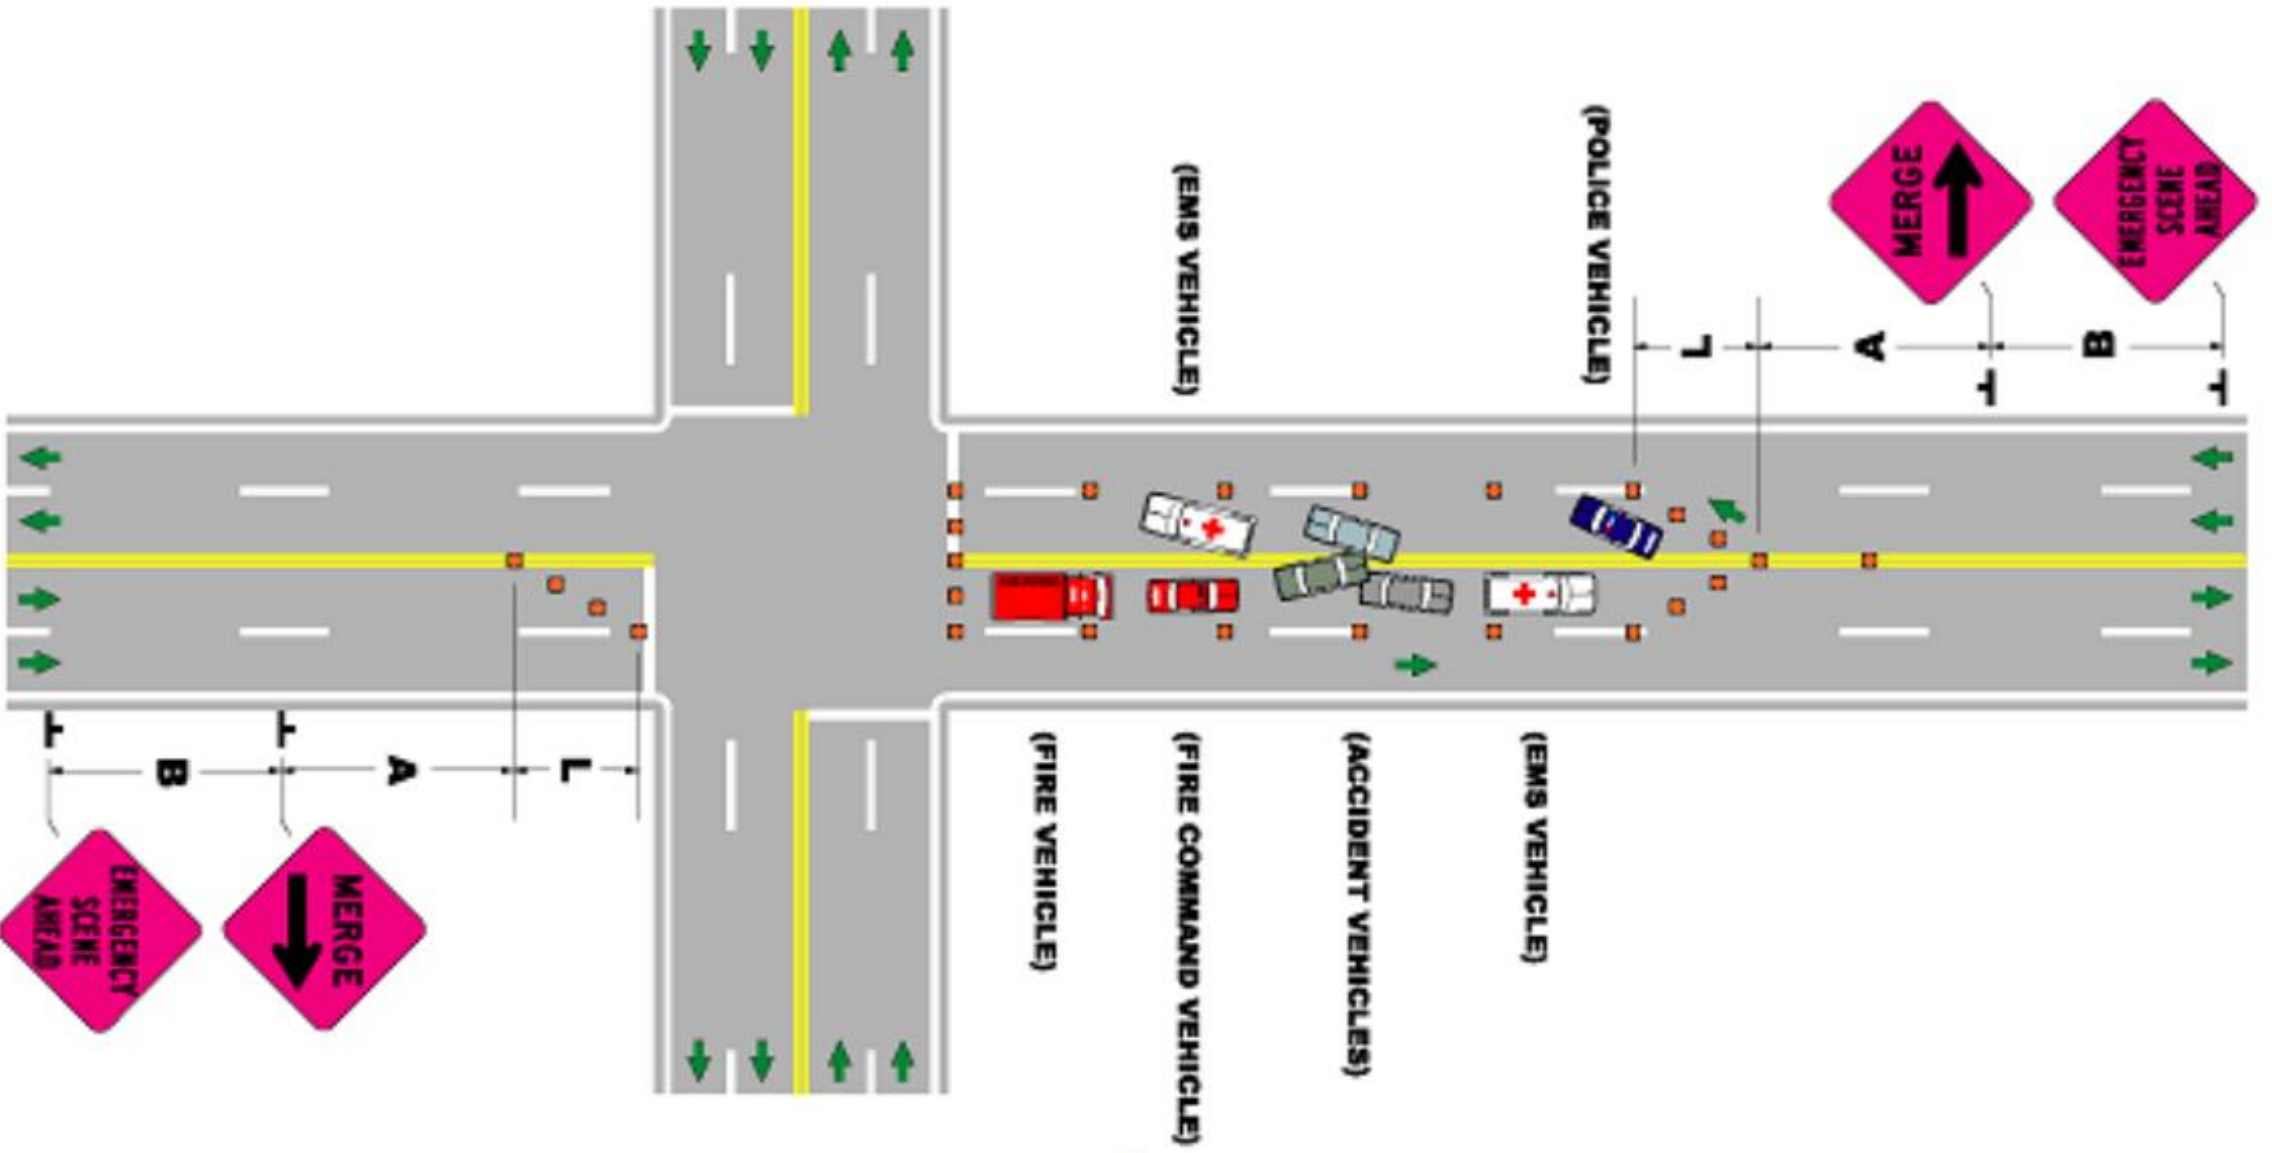 (EMS VEHICLE)
(POLICE VEHICLE)
MERGE
EMERGENCY
SCENE
AHEAD
L
A
B
B
A
L
(FIRE VEHICLE)
(FIRE COMMAND VEHICLE)
(ACCIDENT VEHICLES)
(EMS VEHICLE)
EMERGENCY
SCENE
AHEAD
MERGE